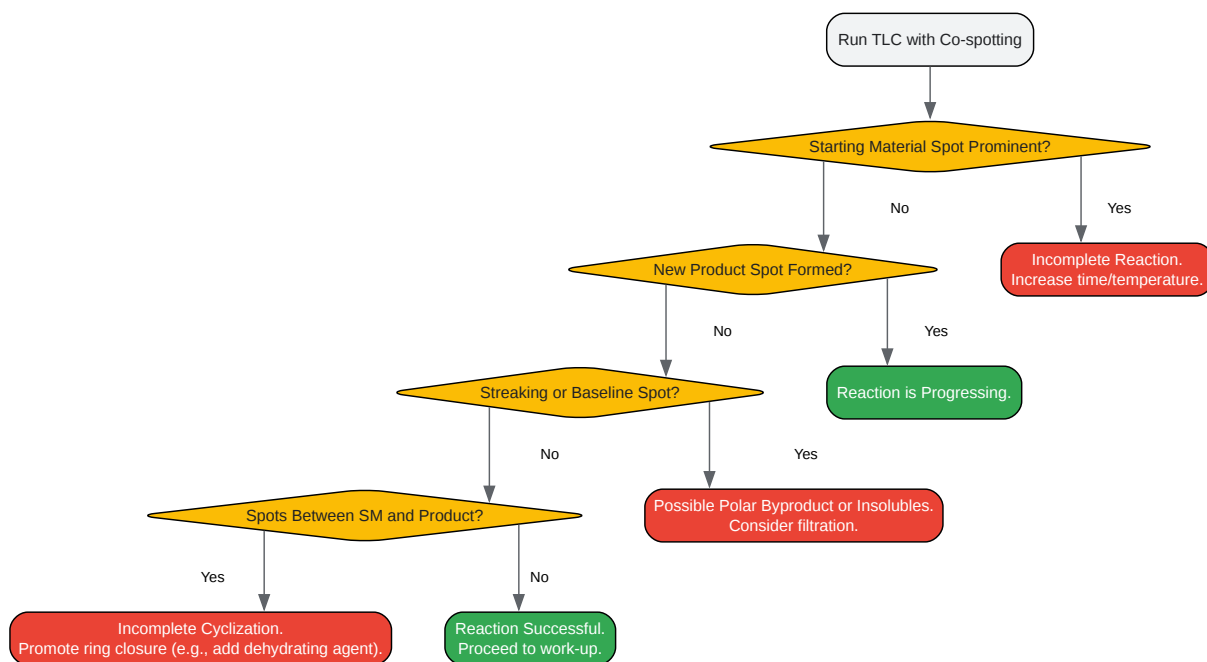 Run TLC with Co-spotting
Starting Material Spot Prominent?
No
Yes
New Product Spot Formed?
Incomplete Reaction.
Increase time/temperature.
No
Yes
Streaking or Baseline Spot?
Reaction is Progressing.
No
Yes
Spots Between SM and Product?
Possible Polar Byproduct or Insolubles.
Consider filtration.
Yes
No
Incomplete Cyclization.
Promote ring closure (e.g., add dehydrating agent).
Reaction Successful.
Proceed to work-up.